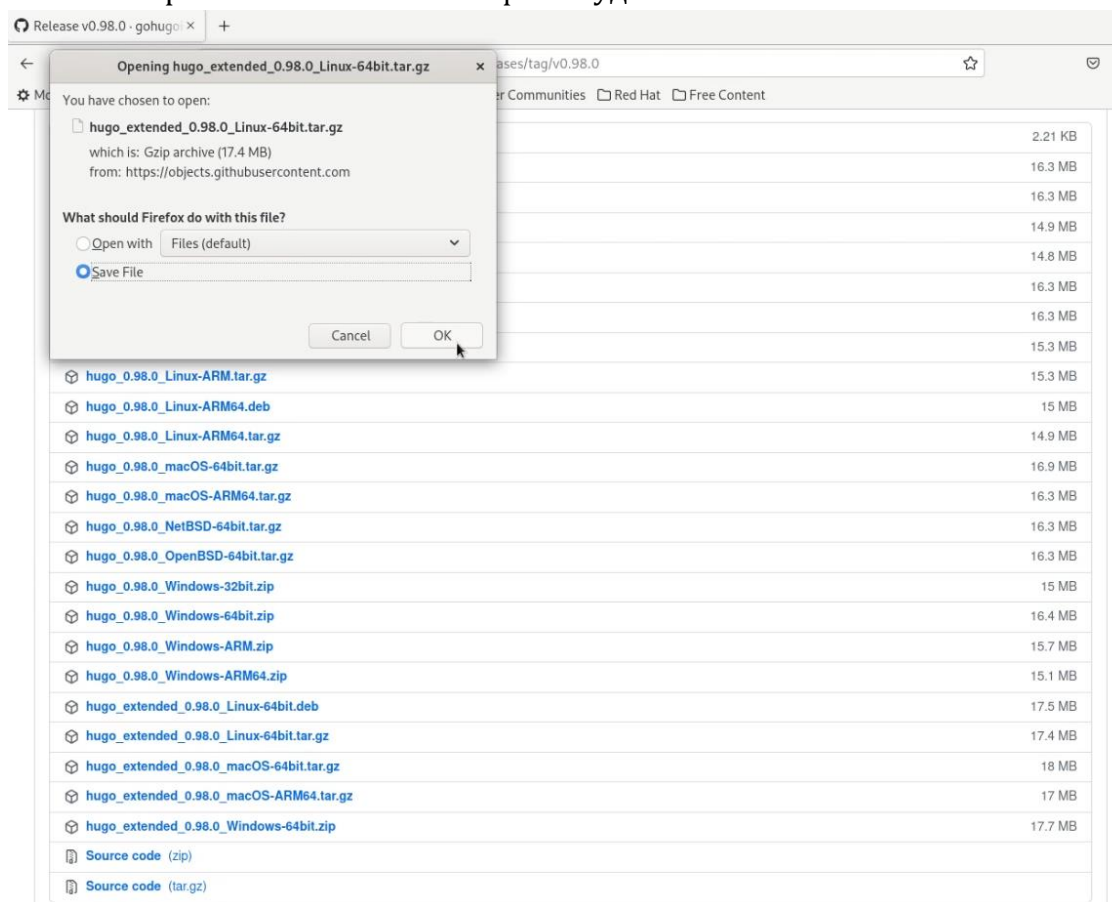 Release v0.98.0 · gohugoi × +
← Opening hugo_extended_0.98.0_Linux-64bit.tar.gz × ases/tag/v0.98.0
You have chosen to open: er Communities Red Hat Free Content
hugo_extended_0.98.0_Linux-64bit.tar.gz 2.21 KB
which is: Gzip archive (17.4 MB) 16.3 MB
from: https://objects.githubusercontent.com
16.3 MB
What should Firefox do with this file? 14.9 MB
Open with Files (default) 14.8 MB
Save File 16.3 MB
16.3 MB
Cancel OK 15.3 MB
hugo_0.98.0_Linux-ARM.tar.gz 15.3 MB
hugo_0.98.0_Linux-ARM64.deb 15 MB
hugo_0.98.0_Linux-ARM64.tar.gz 14.9 MB
hugo_0.98.0_macOS-64bit.tar.gz 16.9 MB
hugo_0.98.0_macOS-ARM64.tar.gz 16.3 MB
hugo_0.98.0_NetBSD-64bit.tar.gz 16.3 MB
hugo_0.98.0_OpenBSD-64bit.tar.gz 16.3 MB
hugo_0.98.0_Windows-32bit.zip 15 MB
hugo_0.98.0_Windows-64bit.zip 16.4 MB
hugo_0.98.0_Windows-ARM.zip 15.7 MB
hugo_0.98.0_Windows-ARM64.zip 15.1 MB
hugo_extended_0.98.0_Linux-64bit.deb 17.5 MB
hugo_extended_0.98.0_Linux-64bit.tar.gz 17.4 MB
hugo_extended_0.98.0_macOS-64bit.tar.gz 18 MB
hugo_extended_0.98.0_macOS-ARM64.tar.gz 17 MB
hugo_extended_0.98.0_Windows-64bit.zip 17.7 MB
Source code (zip)
Source code (tar.gz)